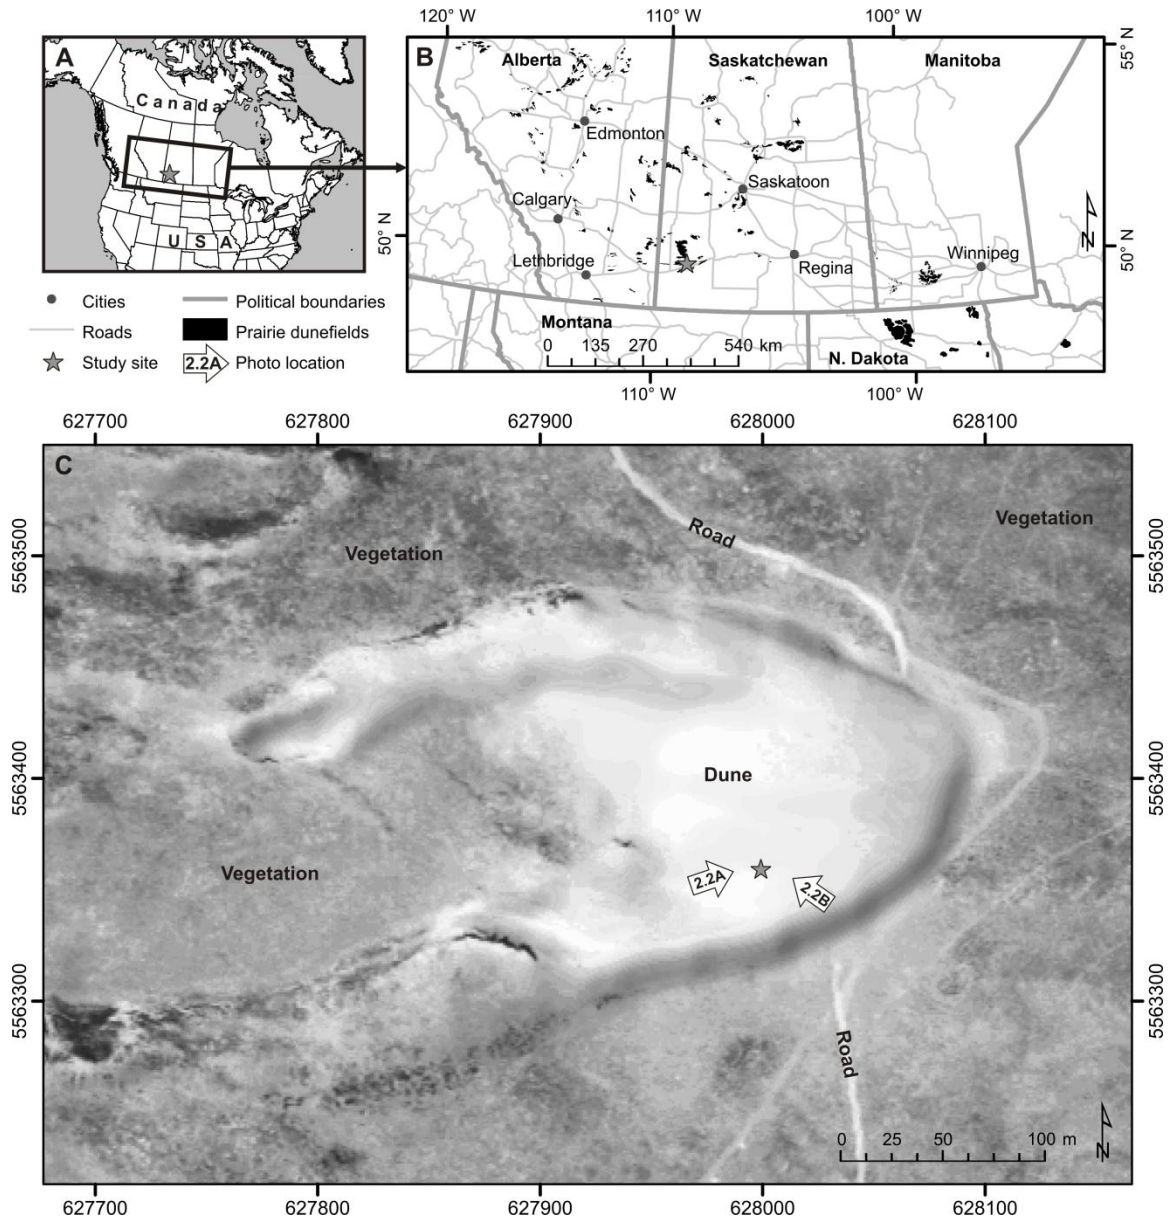 120° W
110° W
100° W
A
Canada
USA
B
Alberta
Saskatchewan
Manitoba
55° N
Edmonton
Saskatoon
Calgary
50° N
Lethbridge
Regina
Winnipeg
50° N
N
Montana
0 135 270 540 km
N. Dakota
110° W
100° W
Cities
Roads
Study site
Political boundaries
Prairie dunefields
2.2A
Photo location
627700
627800
627900
628000
628100
C
Road
Vegetation
Vegetation
5563500
5563500
Dune
5563400
5563400
Vegetation
2.2A
2.2B
5563300
5563300
Road
0 25 50 100 m
N
627700
627800
627900
628000
628100